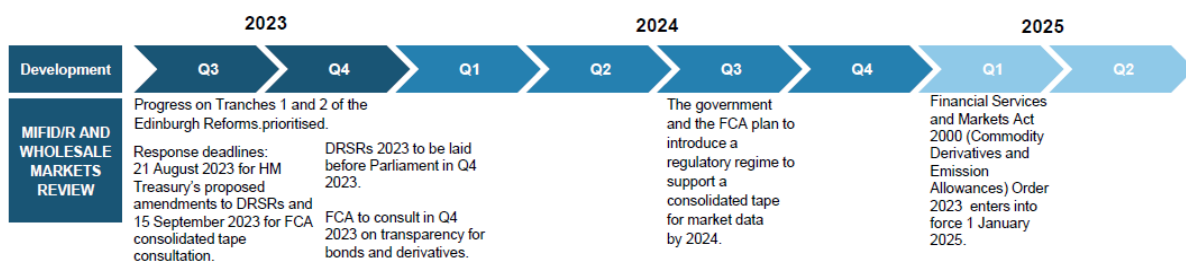 2023
2024
2025
Development
Q3
Q4
Q1
Q2
Q3
Q4
Q1
Q2
MIFID/R AND
WHOLESALE
MARKETS
REVIEW
Progress on Tranches 1 and 2 of the
Edinburgh Reforms.prioritised.
Response deadlines:
21 August 2023 for HM
Treasury's proposed
amendments to DRSRs and
15 September 2023 for FCA
consolidated tape
consultation.
DRSRs 2023 to be laid
before Parliament in Q4
2023.
FCA to consult in Q4
2023 on transparency for
bonds and derivatives.
The government
and the FCA plan to
introduce a
regulatory regime to
support a
consolidated tape
for market data
by 2024.
Financial Services
and Markets Act
2000 (Commodity
Derivatives and
Emission
Allowances) Order
2023 enters into
force 1 January
2025.